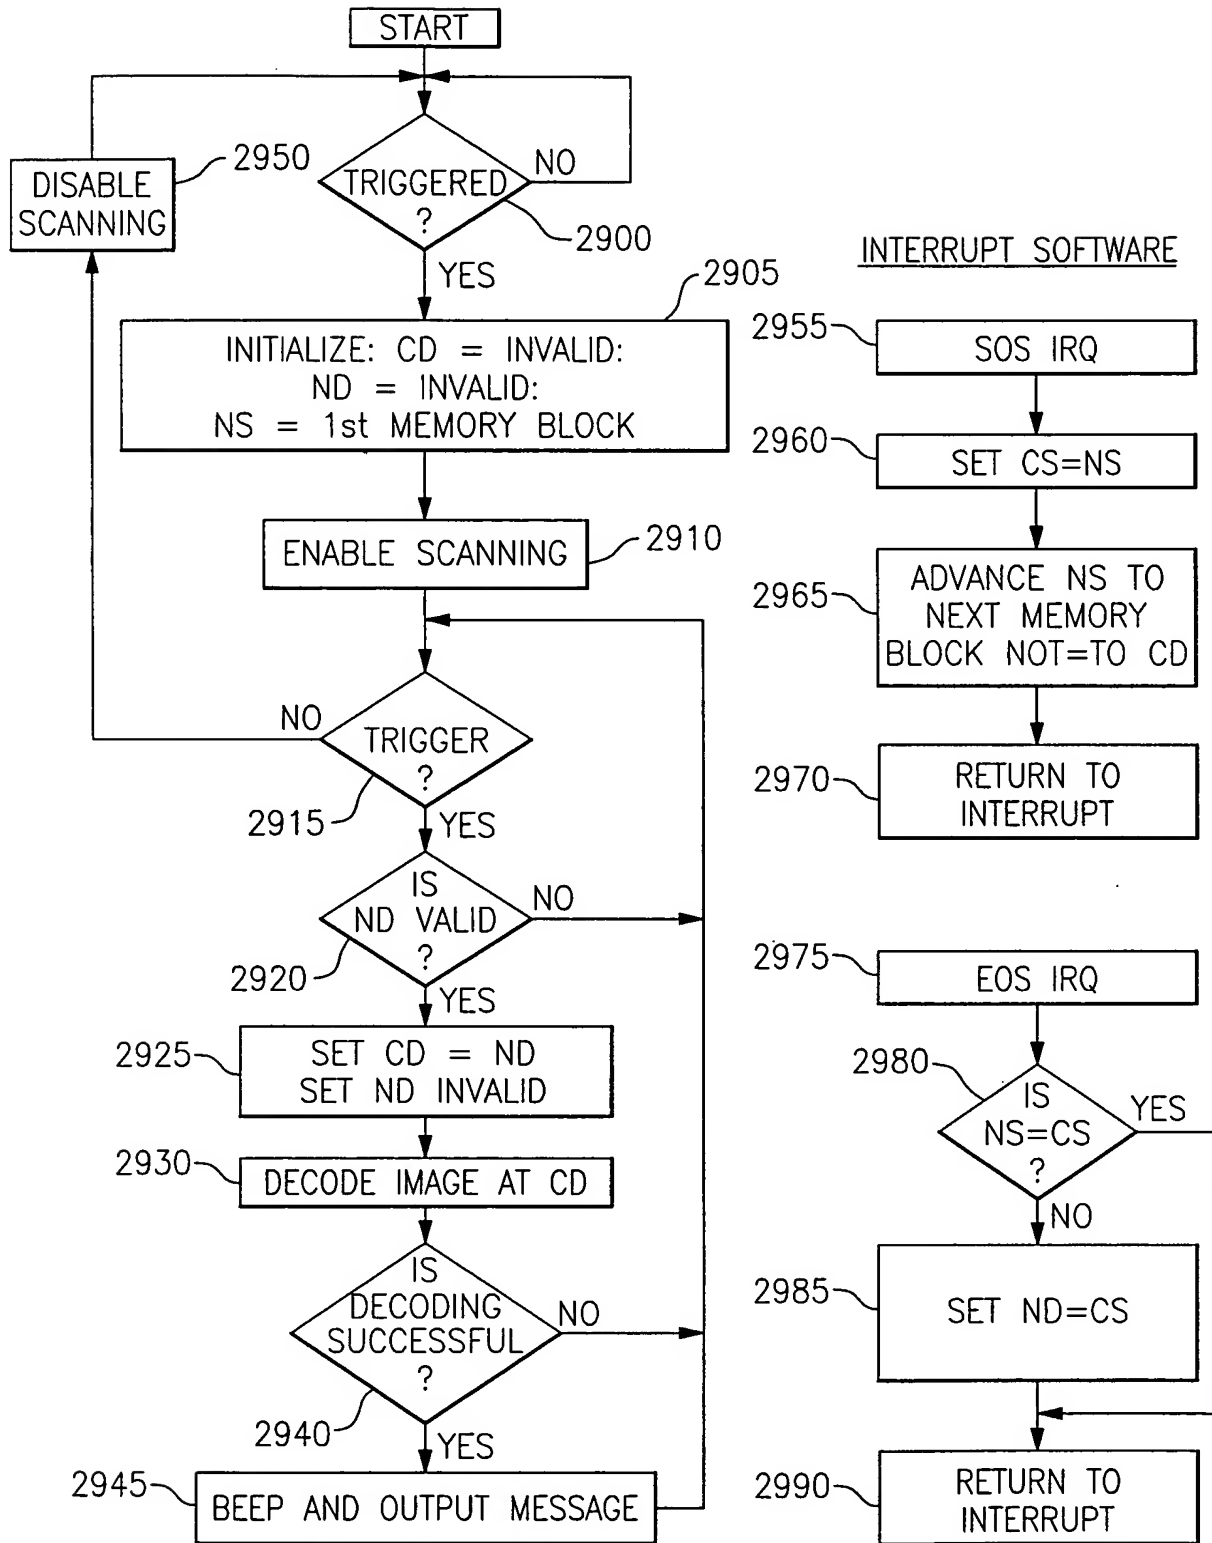 START
2950
DISABLE
SCANNING
NO
TRIGGERED
?
2900
YES
2905
INITIALIZE: CD = INVALID:
ND = INVALID:
NS = 1st MEMORY BLOCK
ENABLE SCANNING
2910
NO
TRIGGER
?
2915
YES
IS
ND VALID
?
NO
2920
YES
2925
SET CD = ND
SET ND INVALID
2930
DECODE IMAGE AT CD
IS
DECODING
SUCCESSFUL
?
NO
2940
YES
2945
BEEP AND OUTPUT MESSAGE
INTERRUPT SOFTWARE
2955
SOS IRQ
2960
SET CS=NS
2965
ADVANCE NS TO
NEXT MEMORY
BLOCK NOT=TO CD
2970
RETURN TO
INTERRUPT
2975
EOS IRQ
2980
IS
NS=CS
?
YES
NO
2985
SET ND=CS
2990
RETURN TO
INTERRUPT